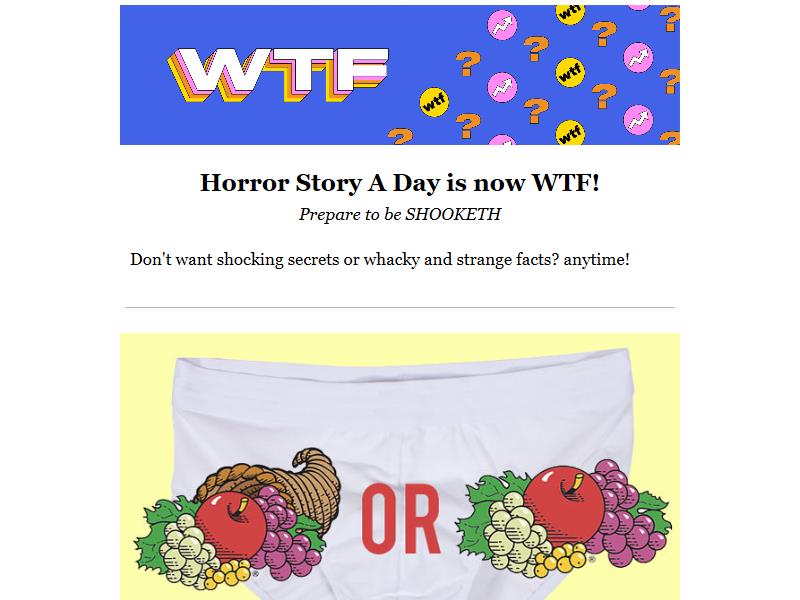 WTF
wtf
wtf
wtf
wtf
Horror Story A Day is now WTF!
Prepare to be SHOOKETH
Don't want shocking secrets or whacky and strange facts? anytime!
OR